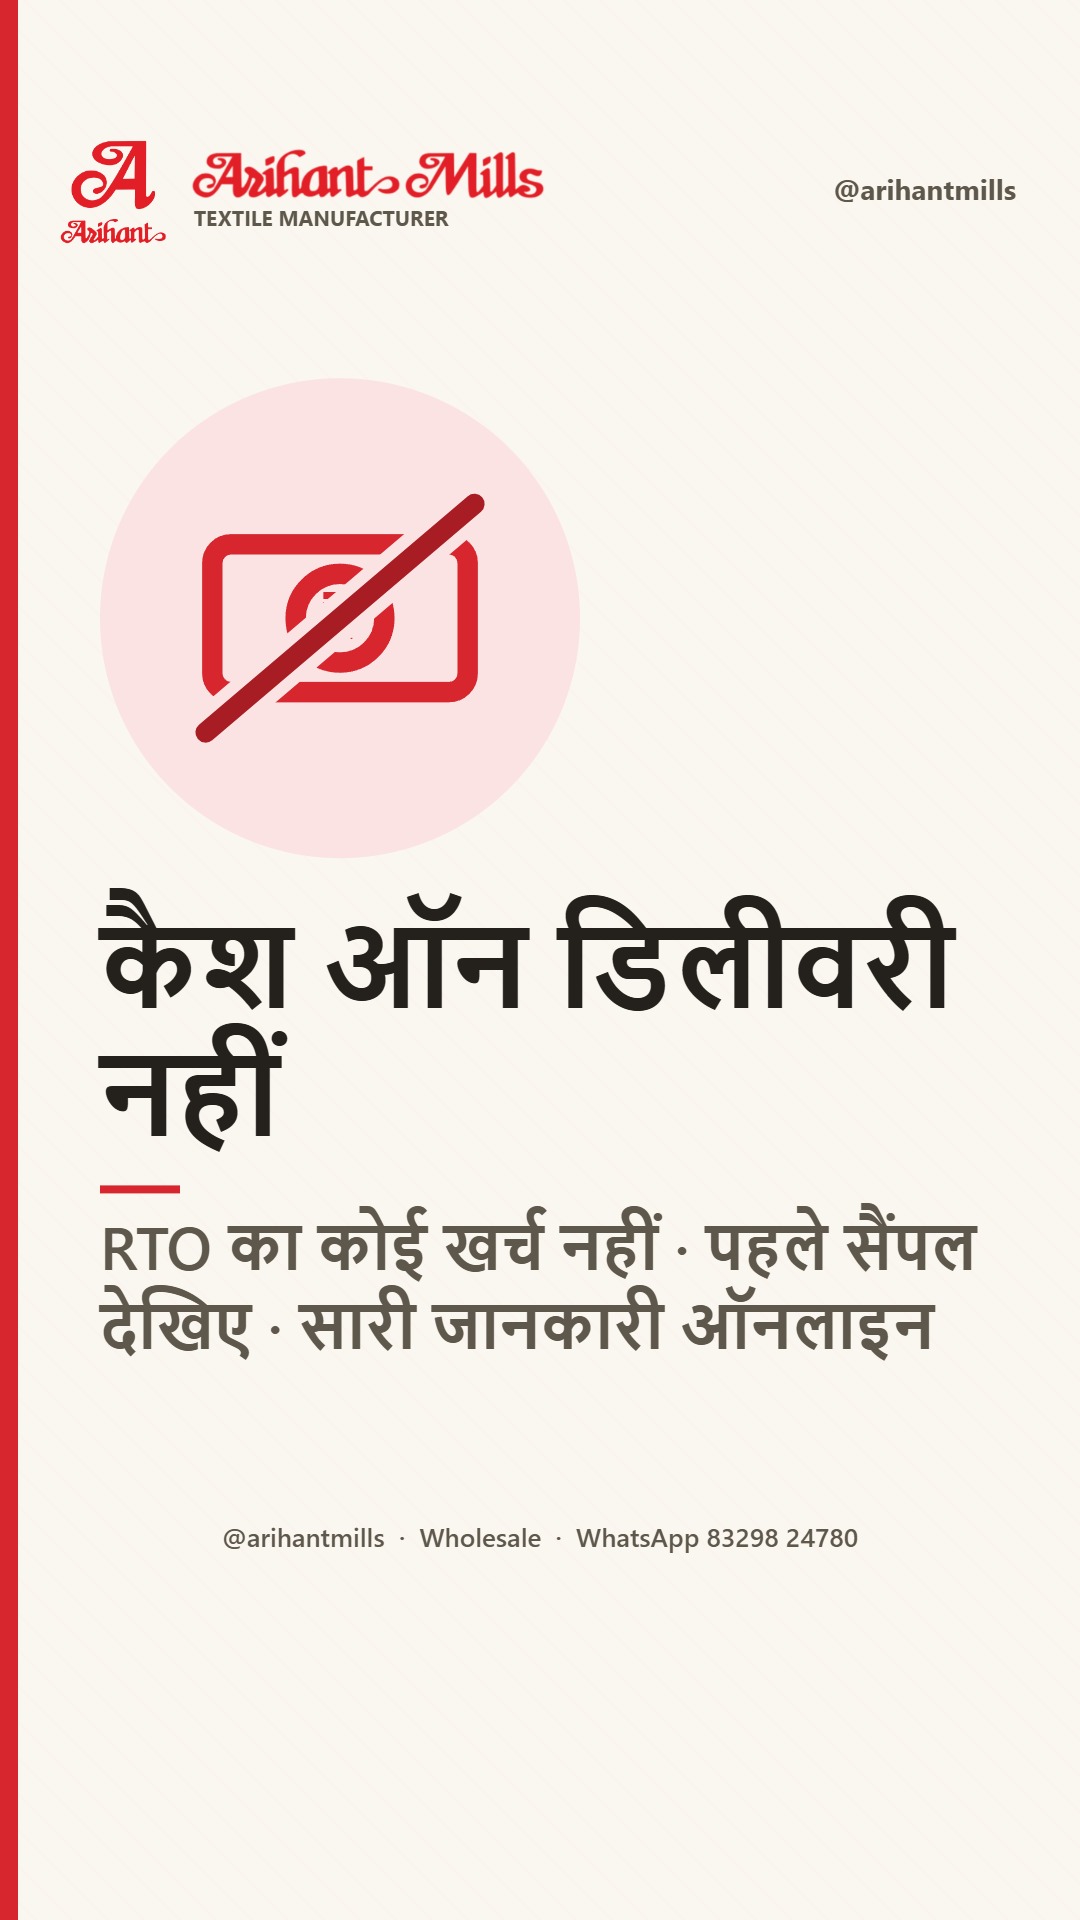 A
Arihant
Arihant Mills
TEXTILE MANUFACTURER
@arihantmills
कैश ऑन डिलीवरी
नहीं
RTO का कोई खर्च नहीं · पहले सैंपल
देखिए · सारी जानकारी ऑनलाइन
@arihantmills · Wholesale · WhatsApp 83298 24780